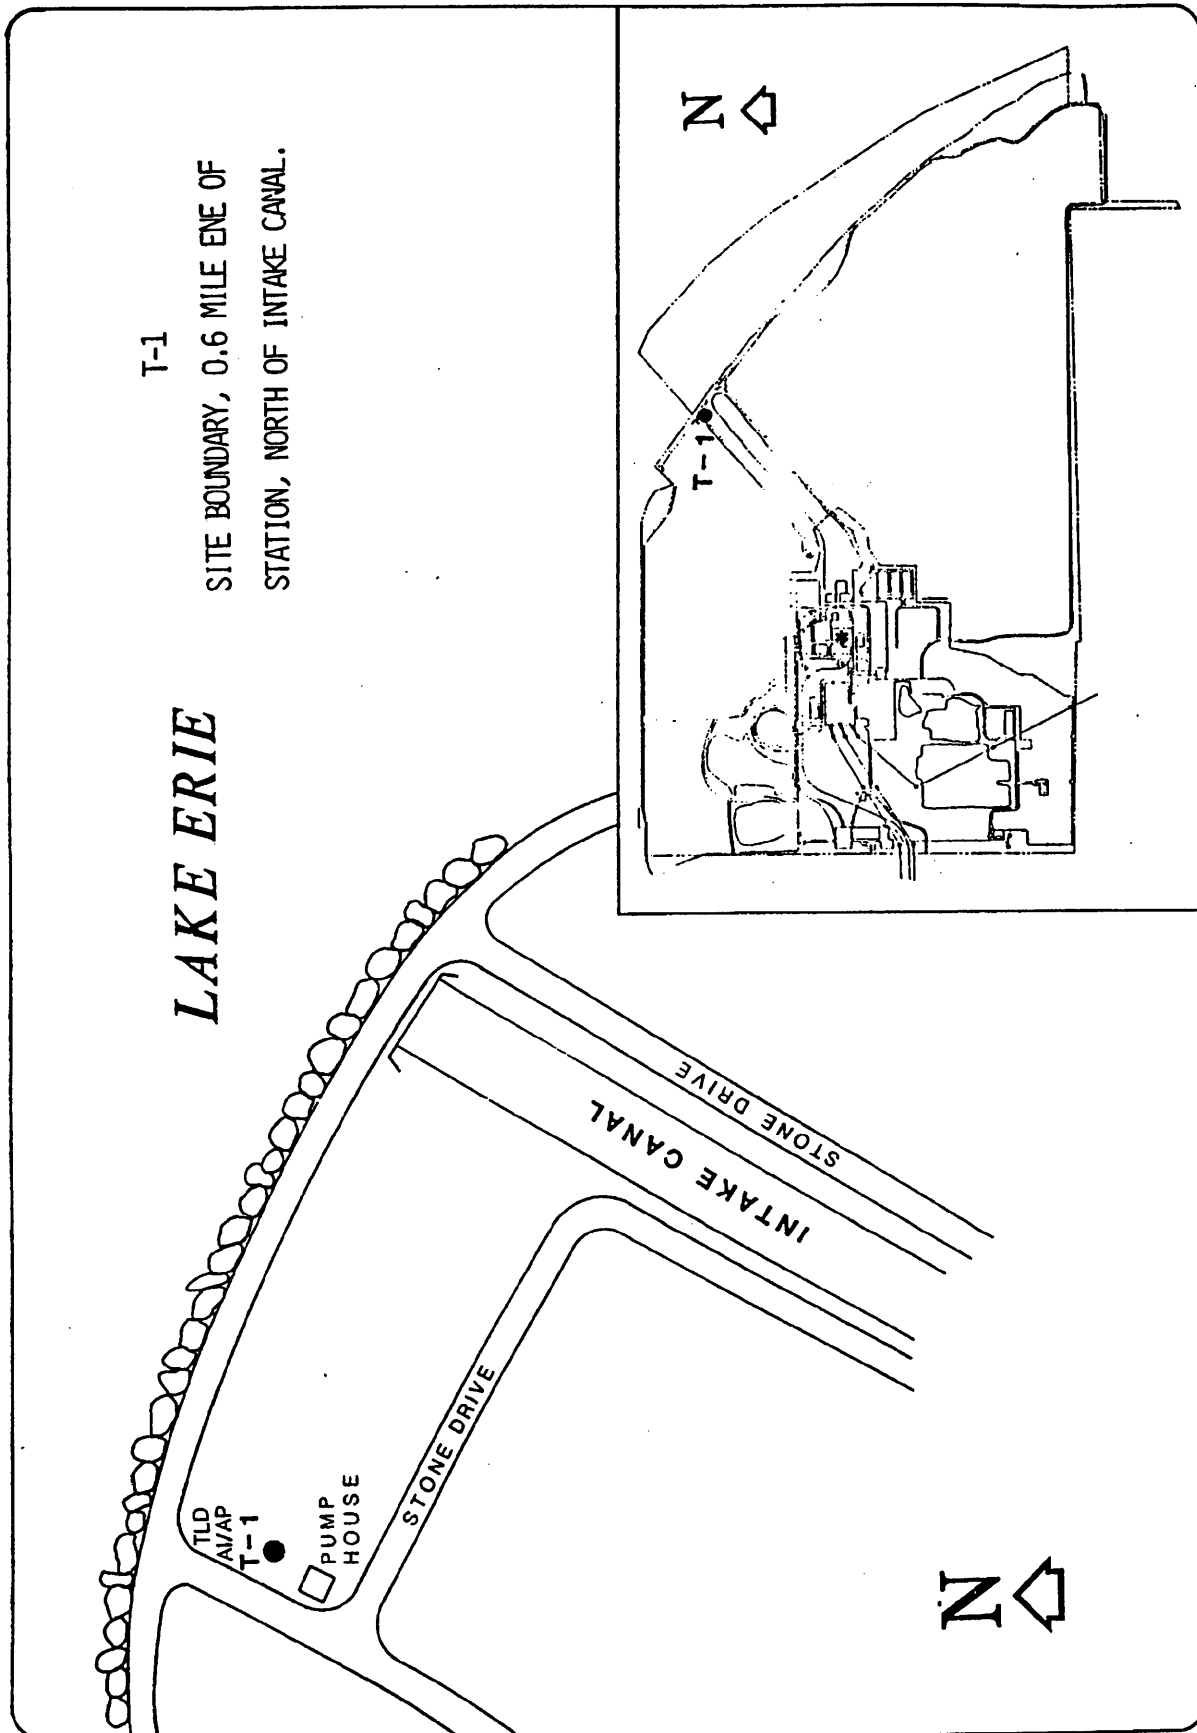 T-1
SITE BOUNDARY, 0.6 MILE ENE OF
STATION, NORTH OF INTAKE CANAL.
LAKE ERIE
TLD
AI/AP
T-1
PUMP
HOUSE
STONE DRIVE
INTAKE CANAL
STONE DRIVE
N
N
T-1